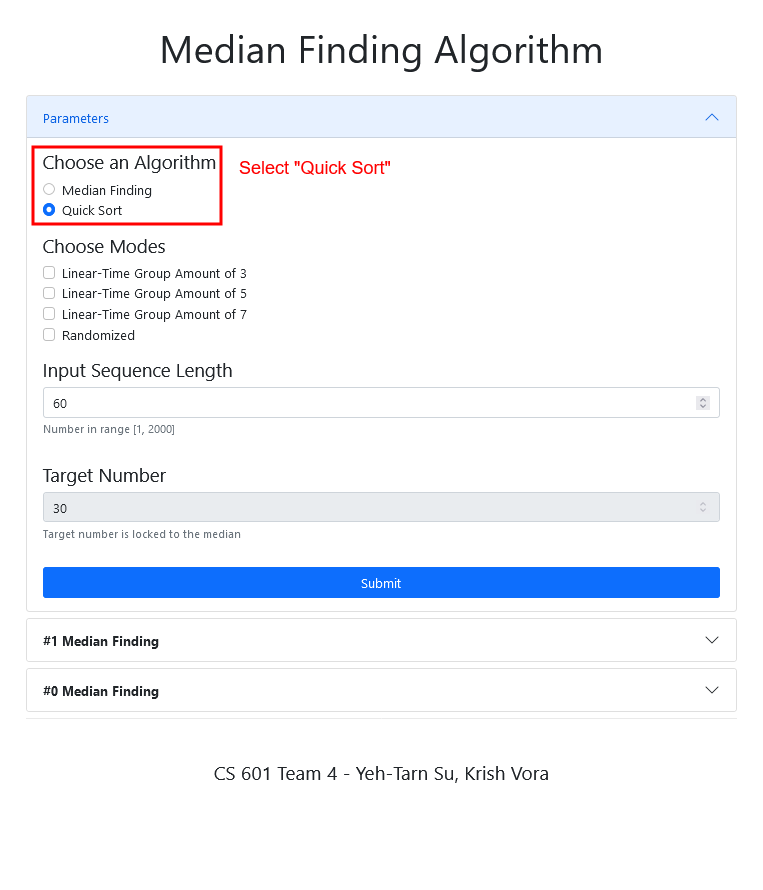 Median Finding Algorithm
Parameters
Choose an Algorithm
Select "Quick Sort"
Median Finding
Quick Sort
Choose Modes
Linear-Time Group Amount of 3
Linear-Time Group Amount of 5
Linear-Time Group Amount of 7
Randomized
Input Sequence Length
60
Number in range [1, 2000]
Target Number
30
Target number is locked to the median
Submit
#1 Median Finding
#0 Median Finding
CS 601 Team 4 - Yeh-Tarn Su, Krish Vora